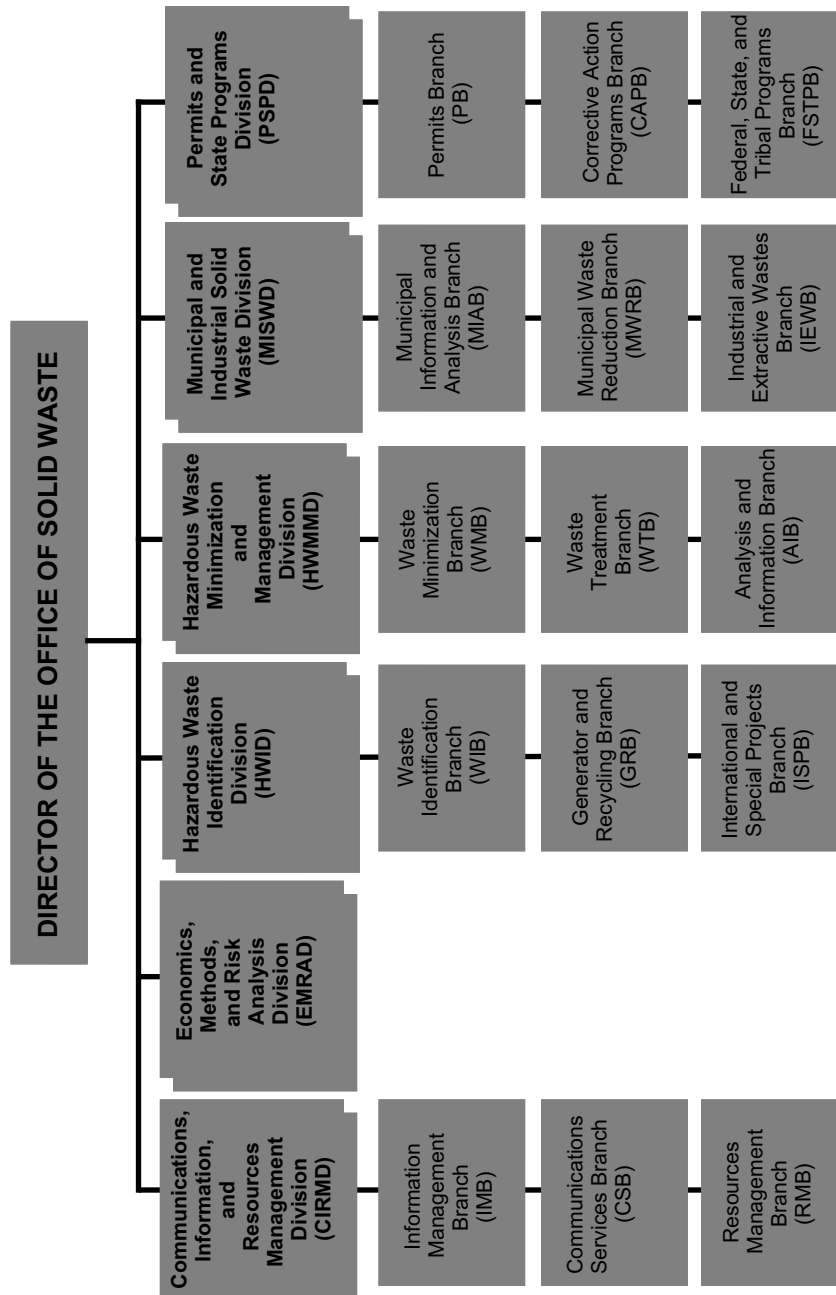 DIRECTOR OF THE OFFICE OF SOLID WASTE
Communications,
Information,
and
Resources
Management
Division
(CIRMD)
Economics,
Methods,
and Risk
Analysis
Division
(EMRAD)
Hazardous Waste
Identification
Division
(HWID)
Hazardous Waste
Minimization
and
Management
Division
(HWMMD)
Municipal and
Industrial Solid
Waste Division
(MISWD)
Permits and
State Programs
Division
(PSPD)
Information
Management
Branch
(IMB)
Waste
Identification
Branch
(WIB)
Waste
Minimization
Branch
(WMB)
Municipal
Information and
Analysis Branch
(MIAB)
Permits Branch
(PB)
Communications
Services Branch
(CSB)
Generator and
Recycling Branch
(GRB)
Waste
Treatment
Branch
(WTB)
Municipal Waste
Reduction Branch
(MWRB)
Corrective Action
Programs Branch
(CAPB)
Resources
Management
Branch
(RMB)
International and
Special Projects
Branch
(ISPB)
Analysis and
Information Branch
(AIB)
Industrial and
Extractive Wastes
Branch
(IEWB)
Federal, State, and
Tribal Programs
Branch
(FSTPB)